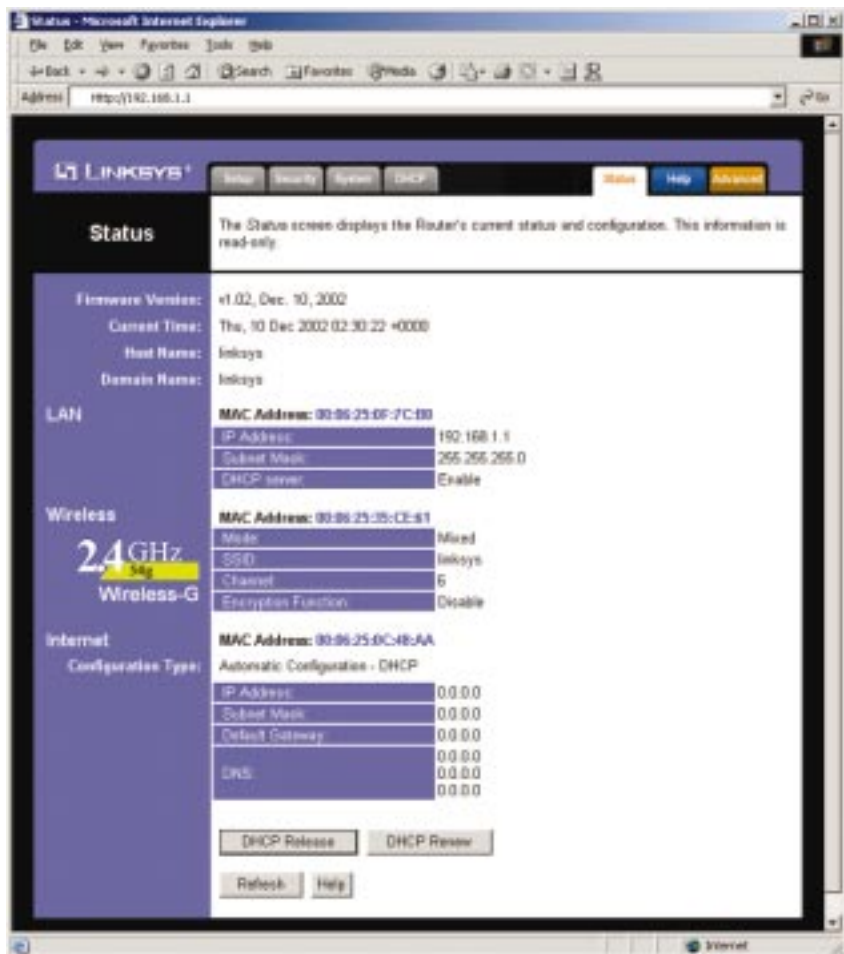 Status - Microsoft Internet Explorer
File Edit View Favorites Tools Help
Back Search Favorites Media
Address http://192.168.1.1 Go
LINKSYS
Setup Security System DHCP Status Help Advanced
Status
The Status screen displays the Router's current status and configuration. This information is
read-only.
Firmware Version: v1.02, Dec. 10, 2002
Current Time: Thu, 10 Dec 2002 02:30:22 +0000
Host Name: linksys
Domain Name: linksys
LAN
MAC Address: 00:06:25:0F:7C:
IP Address: 192.168.1.1
Subnet Mask: 255.255.255.0
DHCP server: Enable
Wireless
MAC Address: 00:06:25:35:CE:61
2.4 GHz
54g
Wireless-G
Mode: Mixed
SSID: linksys
Channel: 6
Encryption Function: Disable
Internet
MAC Address: 00:06:25:0C:48:AA
Configuration Type: Automatic Configuration - DHCP
IP Address: 0.0.0.0
Subnet Mask: 0.0.0.0
Default Gateway: 0.0.0.0
DNS: 0.0.0.0
0.0.0.0
0.0.0.0
DHCP Release DHCP Renew
Refresh Help
Internet